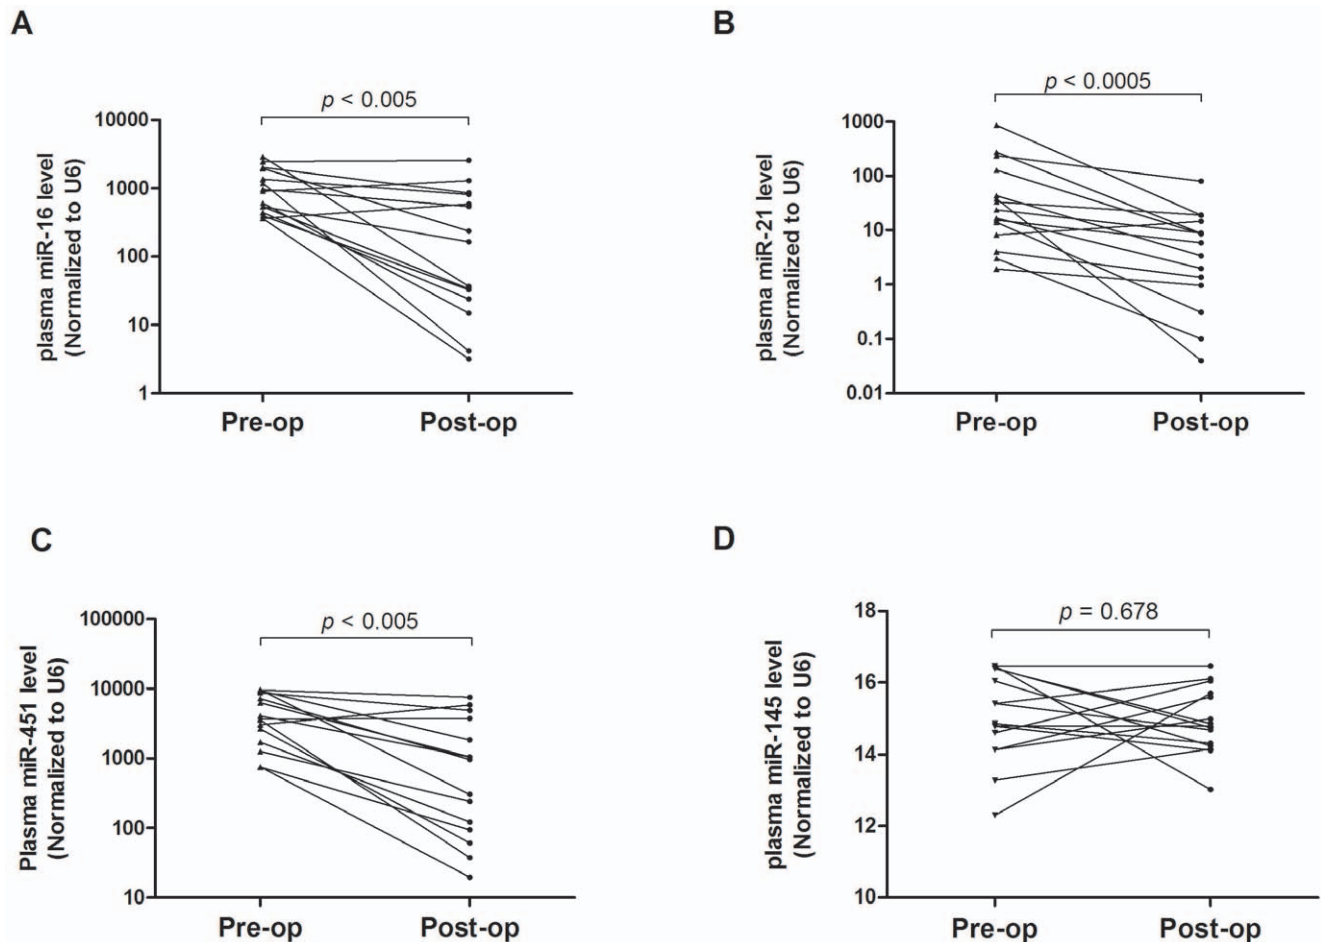 A
p < 0.005
plasma miR-16 level
(Normalized to U6)
10000
1000
100
10
1
Pre-op
Post-op
B
p < 0.0005
plasma miR-21 level
(Normalized to U6)
1000
100
10
1
0.1
0.01
Pre-op
Post-op
C
p < 0.005
Plasma miR-451 level
(Normalized to U6)
100000
10000
1000
100
10
Pre-op
Post-op
D
p = 0.678
plasma miR-145 level
(Normalized to U6)
18
16
14
12
10
Pre-op
Post-op